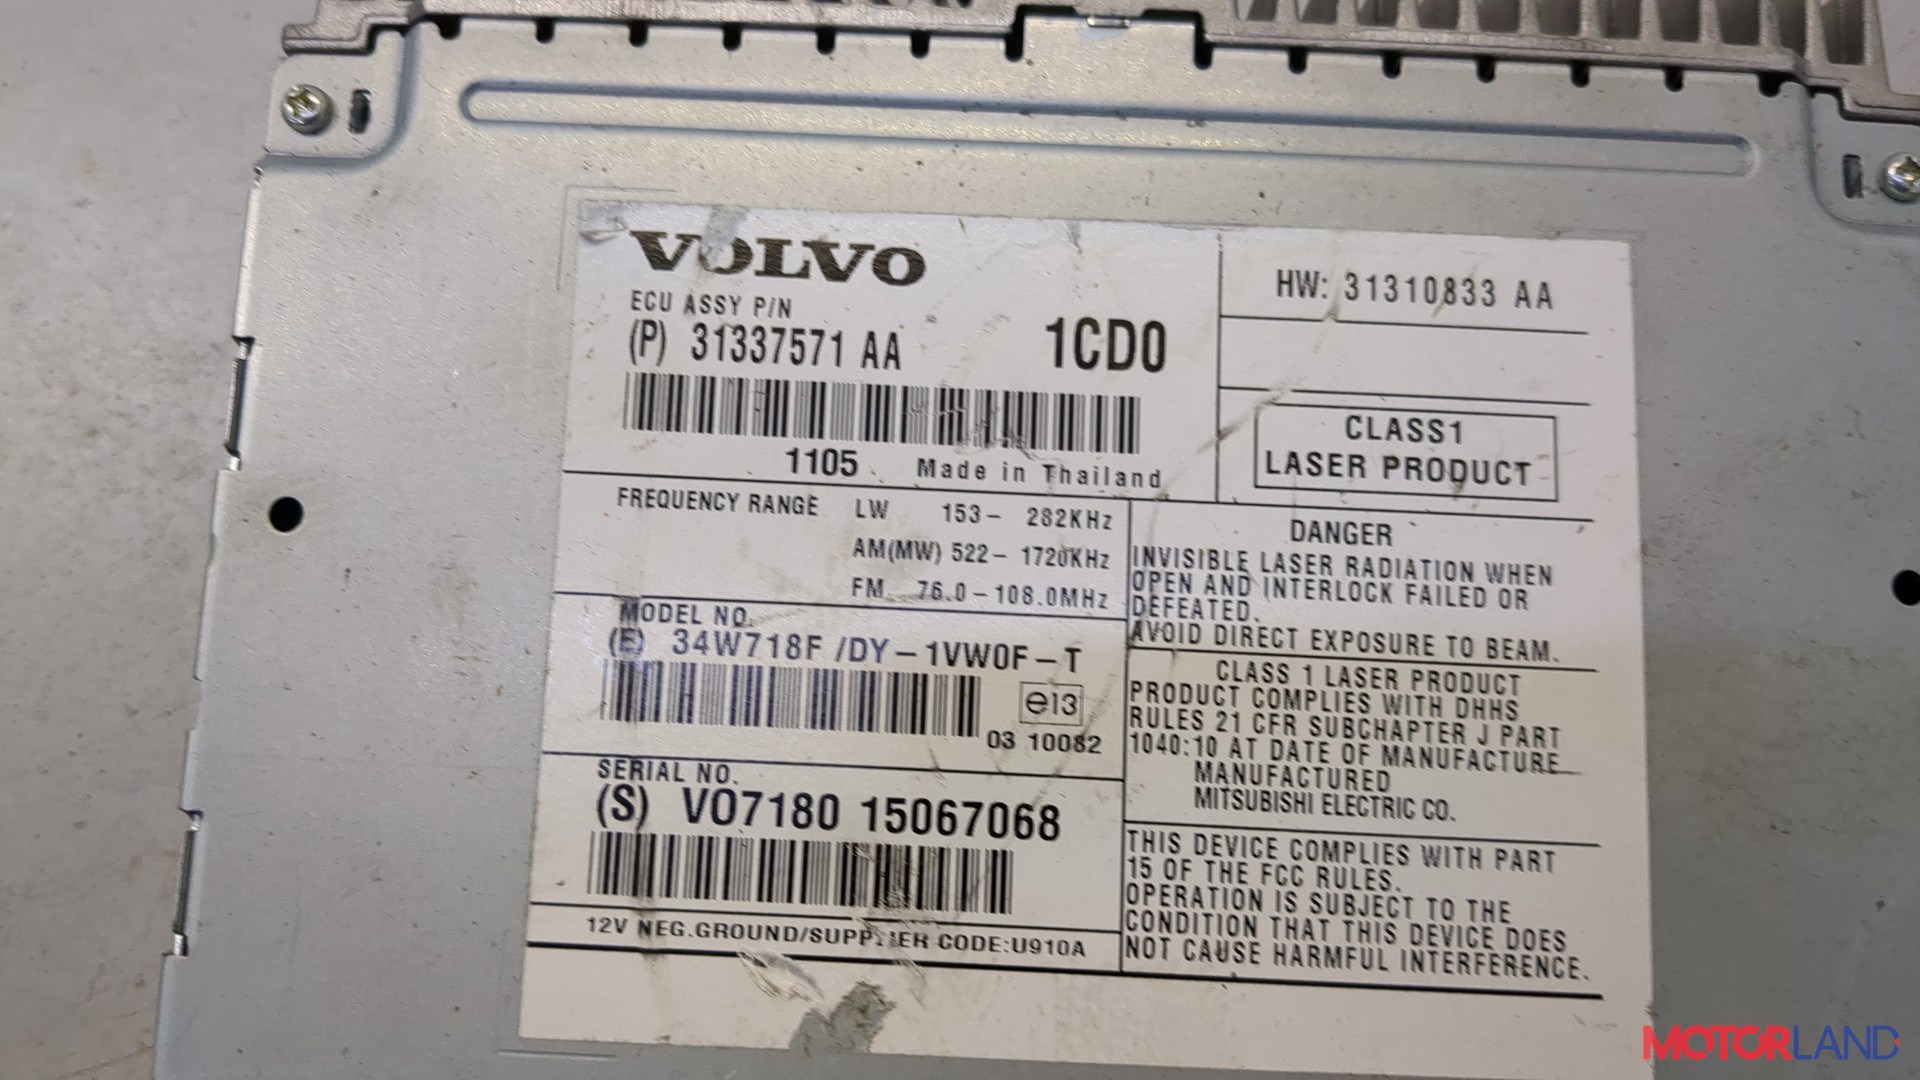 VOLVO
ECU ASSY P/N
(P) 31337571 AA 1CD0
1105 Made in Thailand
HW: 31310833 AA
CLASS1
LASER PRODUCT
FREQUENCY RANGE LW 153– 282KHz
AM(MW) 522– 1720KHz
FM 76.0–108.0MHz
MODEL NO.
(E) 34W718F /DY–1VW0F–T
e13
03 10082
SERIAL NO.
(S) VO7180 15067068
12V NEG.GROUND/SUPPLIER CODE:U910A
DANGER
INVISIBLE LASER RADIATION WHEN
OPEN AND INTERLOCK FAILED OR
DEFEATED.
AVOID DIRECT EXPOSURE TO BEAM.
CLASS 1 LASER PRODUCT
PRODUCT COMPLIES WITH DHHS
RULES 21 CFR SUBCHAPTER J PART
1040:10 AT DATE OF MANUFACTURE
MANUFACTURED
MITSUBISHI ELECTRIC CO.
THIS DEVICE COMPLIES WITH PART
15 OF THE FCC RULES.
OPERATION IS SUBJECT TO THE
CONDITION THAT THIS DEVICE DOES
NOT CAUSE HARMFUL INTERFERENCE.
MOTORLAND